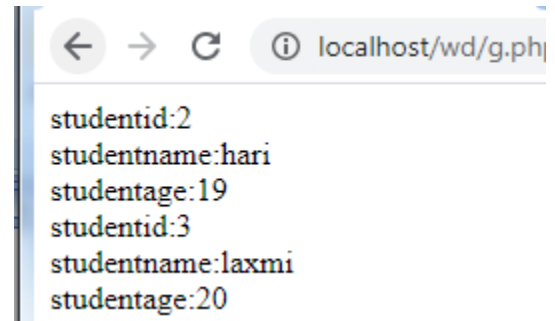 localhost/wd/g.php
studentid:2
studentname:hari
studentage:19
studentid:3
studentname:laxmi
studentage:20